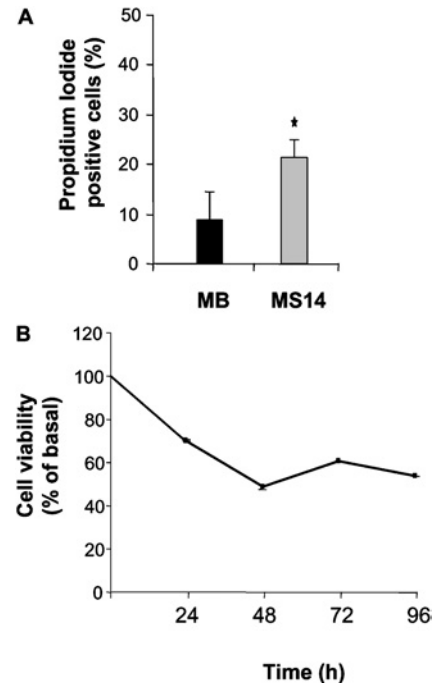 A
Propidium Iodide
positive cells (%)
50
40
30
20
10
0
*
MB
MS14
B
Cell viability
(% of basal)
120
100
80
60
40
20
0
24
48
72
96
Time (h)